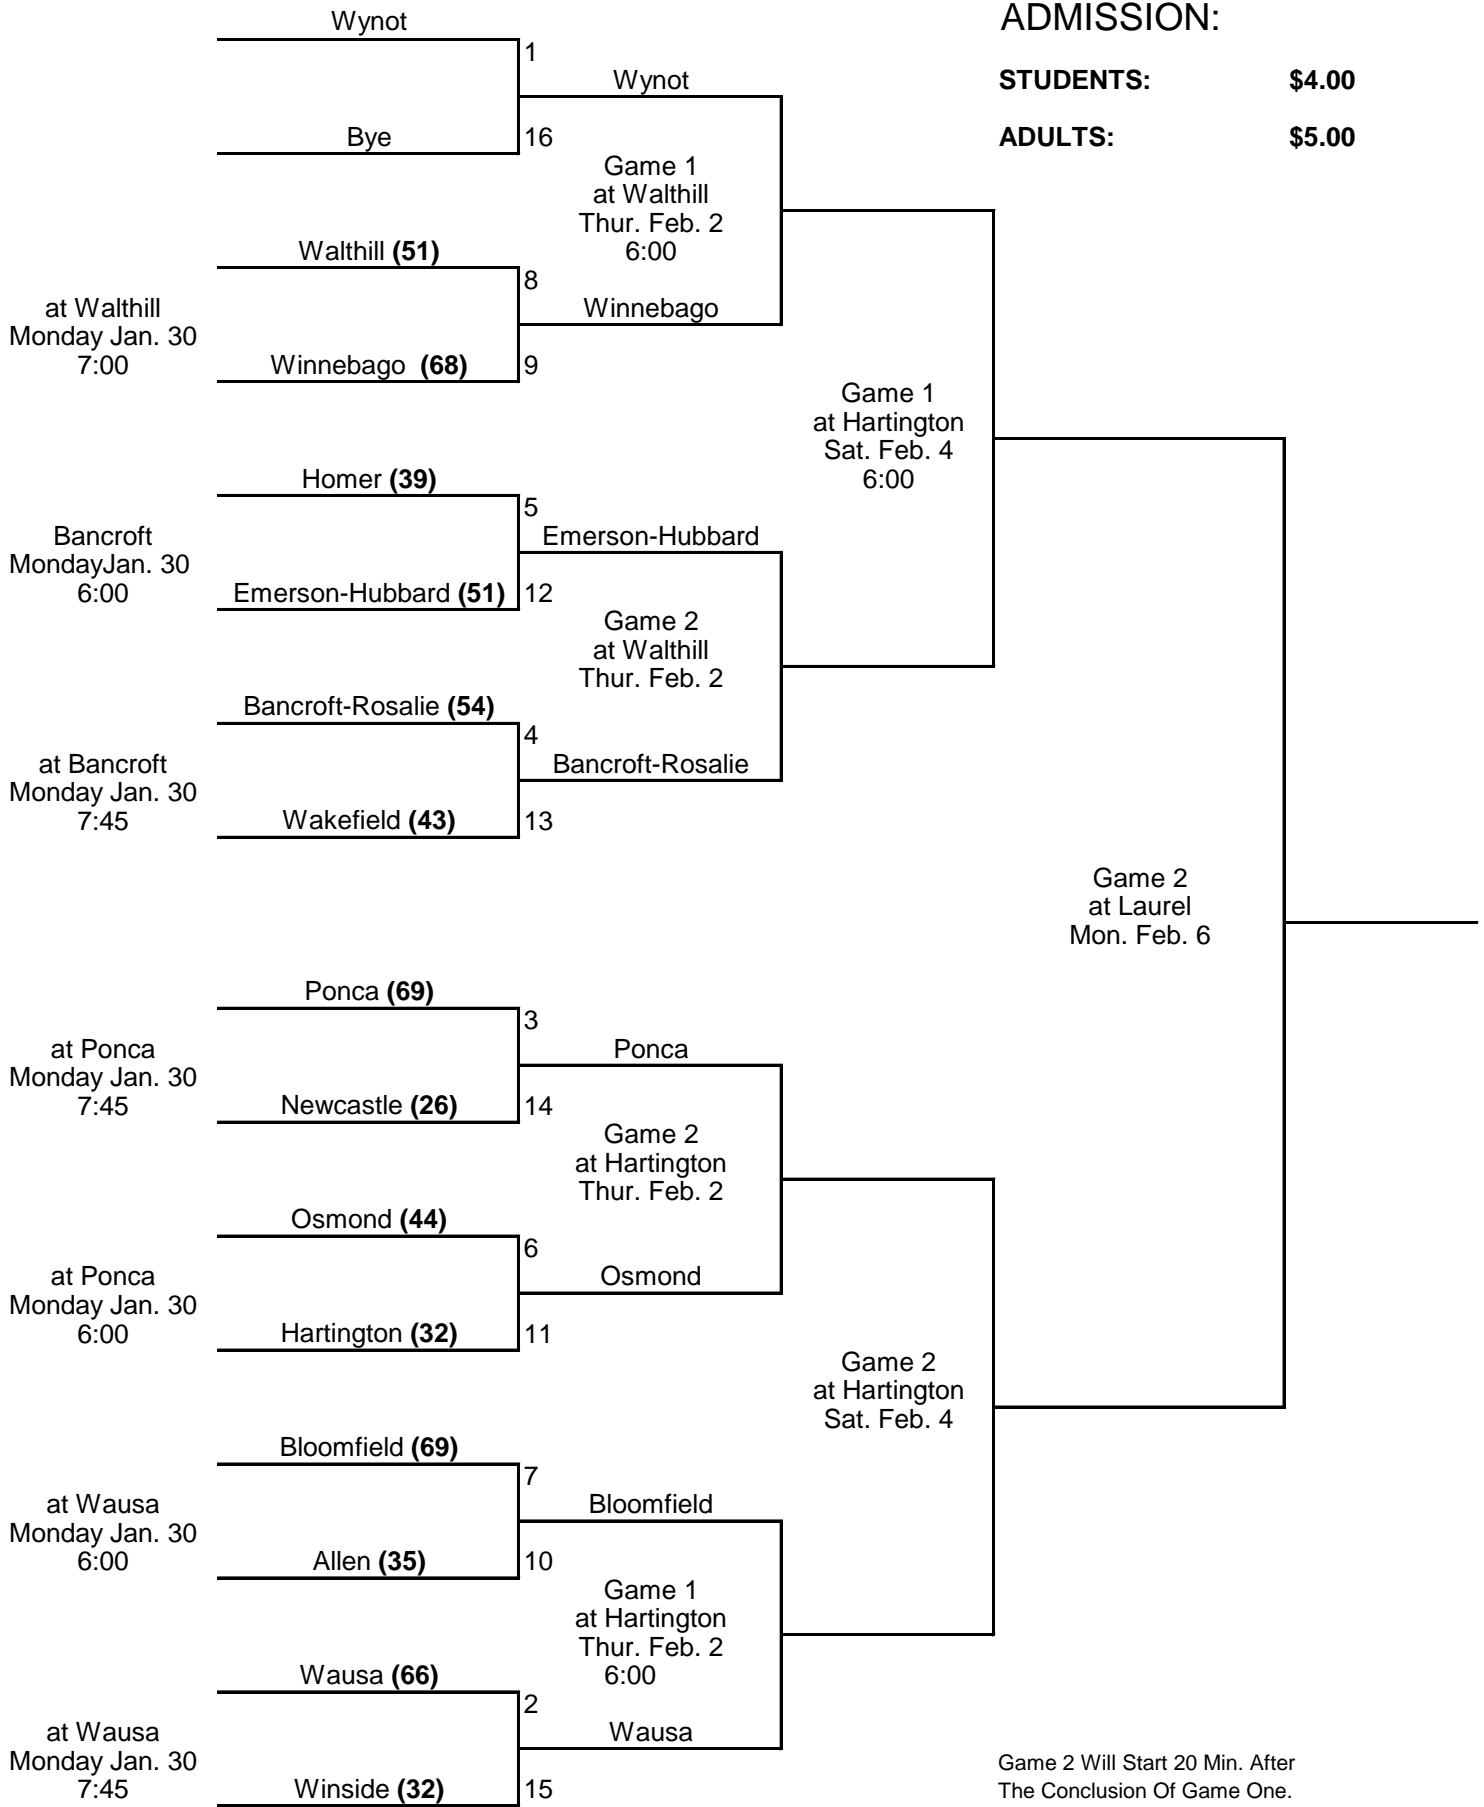 Wynot
ADMISSION:
1
Wynot
STUDENTS: $4.00
Bye
16
ADULTS: $5.00
Game 1
at Walthill
Thur. Feb. 2
6:00
Walthill (51)
8
at Walthill
Monday Jan. 30
7:00
Winnebago
Winnebago (68)
9
Game 1
at Hartington
Sat. Feb. 4
6:00
Homer (39)
5
Bancroft
MondayJan. 30
6:00
Emerson-Hubbard
Emerson-Hubbard (51)
12
Game 2
at Walthill
Thur. Feb. 2
Bancroft-Rosalie (54)
4
at Bancroft
Monday Jan. 30
7:45
Bancroft-Rosalie
Wakefield (43)
13
Game 2
at Laurel
Mon. Feb. 6
Ponca (69)
3
at Ponca
Monday Jan. 30
7:45
Ponca
Newcastle (26)
14
Game 2
at Hartington
Thur. Feb. 2
Osmond (44)
6
at Ponca
Monday Jan. 30
6:00
Osmond
Hartington (32)
11
Game 2
at Hartington
Sat. Feb. 4
Bloomfield (69)
7
at Wausa
Monday Jan. 30
6:00
Bloomfield
Allen (35)
10
Game 1
at Hartington
Thur. Feb. 2
6:00
Wausa (66)
2
at Wausa
Monday Jan. 30
7:45
Wausa
Winside (32)
15
Game 2 Will Start 20 Min. After
The Conclusion Of Game One.